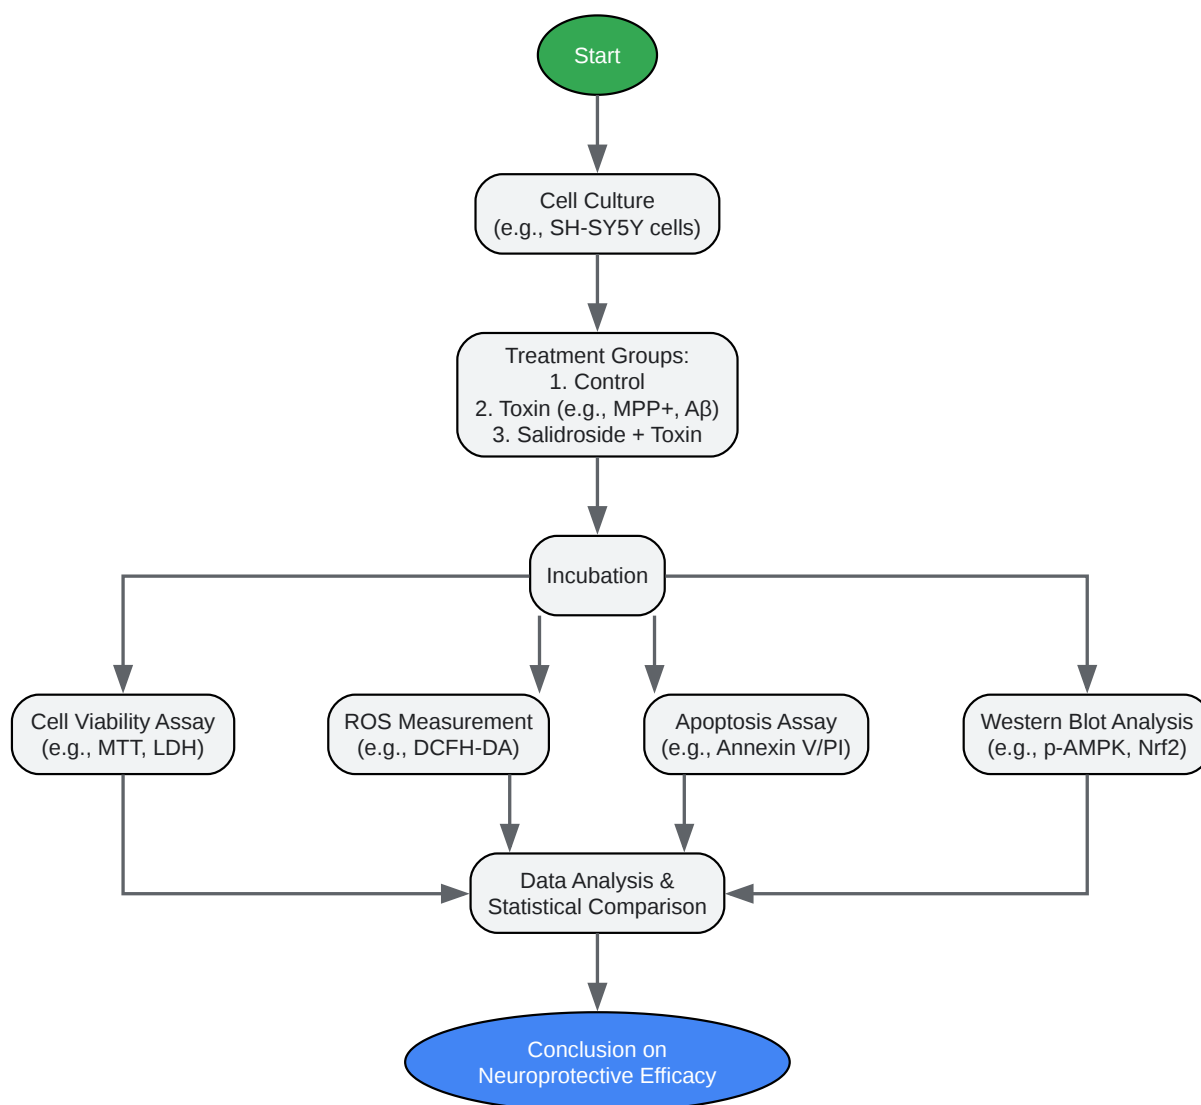 Start
Cell Culture
(e.g., SH-SY5Y cells)
Treatment Groups:
1. Control
2. Toxin (e.g., MPP+, Aβ)
3. Salidroside + Toxin
Incubation
Cell Viability Assay
(e.g., MTT, LDH)
ROS Measurement
(e.g., DCFH-DA)
Apoptosis Assay
(e.g., Annexin V/PI)
Western Blot Analysis
(e.g., p-AMPK, Nrf2)
Data Analysis &
Statistical Comparison
Conclusion on
Neuroprotective Efficacy